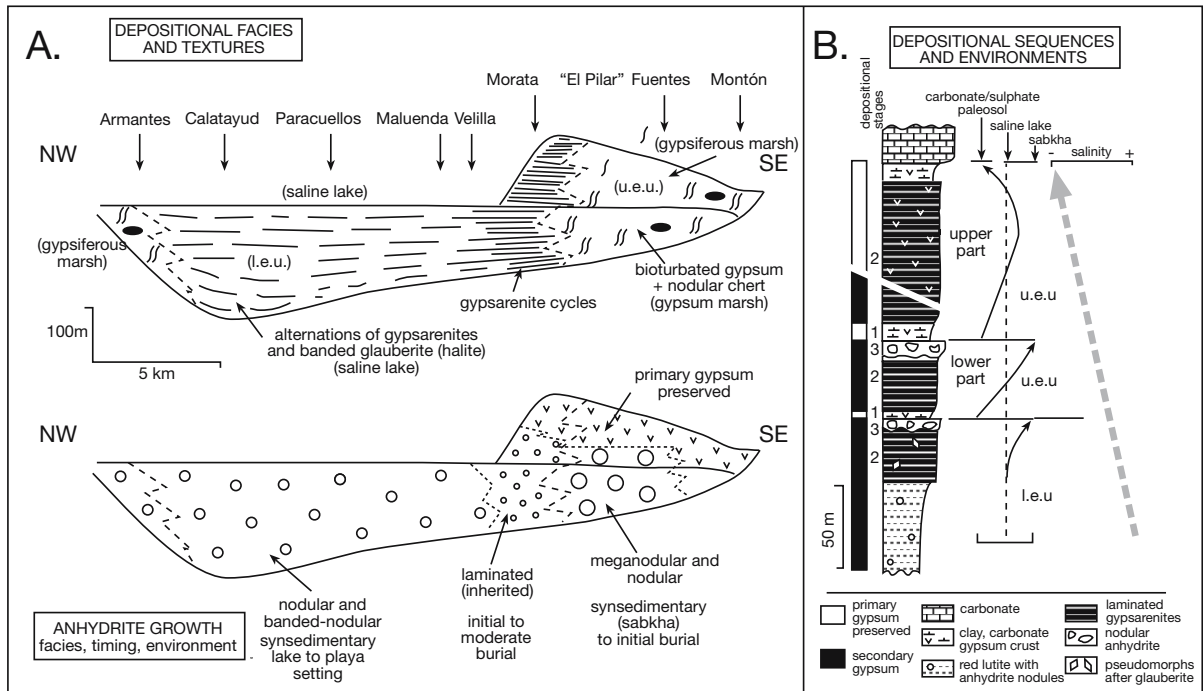 A.
DEPOSITIONAL FACIES
AND TEXTURES
Morata "El Pilar" Fuentes Montón
Armantes Calatayud Paracuellos Maluenda Velilla
NW
(gypsiferous
marsh)
SE
(saline lake)
(u.e.u.)
(gypsiferous
marsh)
(l.e.u.)
bioturbated gypsum
+ nodular chert
(gypsum marsh)
gypsarenite cycles
100m
5 km
alternations of gypsarenites
and banded glauberite (halite)
(saline lake)
primary gypsum
preserved
NW
SE
laminated
(inherited)
initial to
moderate
burial
meganodular and
nodular
synsedimentary
(sabkha)
to initial burial
nodular and
banded-nodular
synsedimentary
lake to playa
setting
ANHYDRITE GROWTH
facies, timing, environment
B.
DEPOSITIONAL SEQUENCES
AND ENVIRONMENTS
depositional
stages
carbonate/sulphate
paleosol
saline lake
sabkha
- salinity +
2
upper
part
u.e.u
1
3
lower
part
2
u.e.u
1
3
2
l.e.u
50 m
primary
gypsum
preserved
secondary
gypsum
carbonate
clay, carbonate
gypsum crust
red lutite with
anhydrite nodules
laminated
gypsarenites
nodular
anhydrite
pseudomorphs
after glauberite